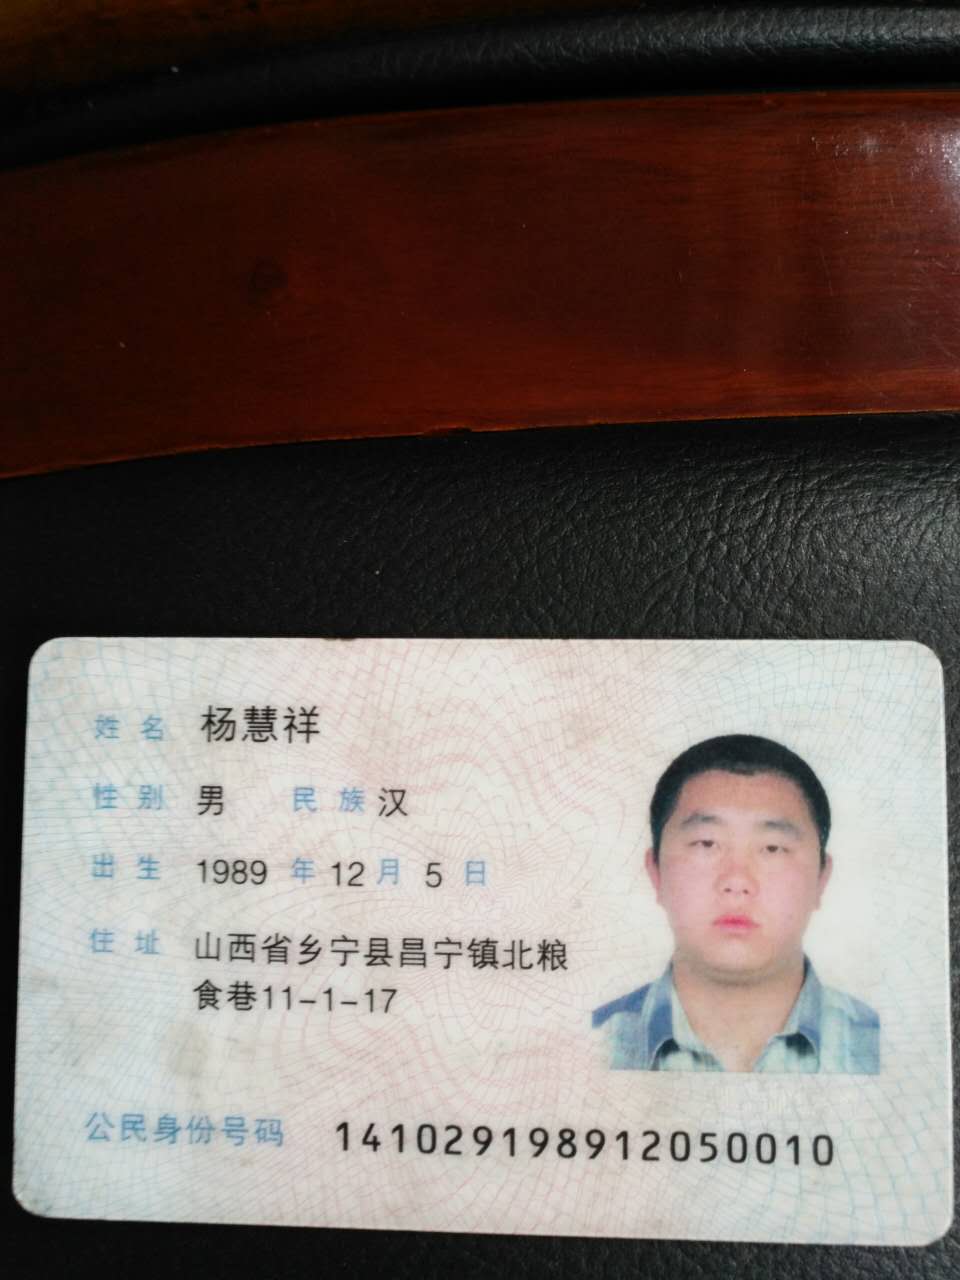 姓名 杨慧祥
性别 男 民族 汉
出生 1989 年 12 月 5 日
住址 山西省乡宁县昌宁镇北粮
食巷11-1-17
公民身份号码 141029198912050010